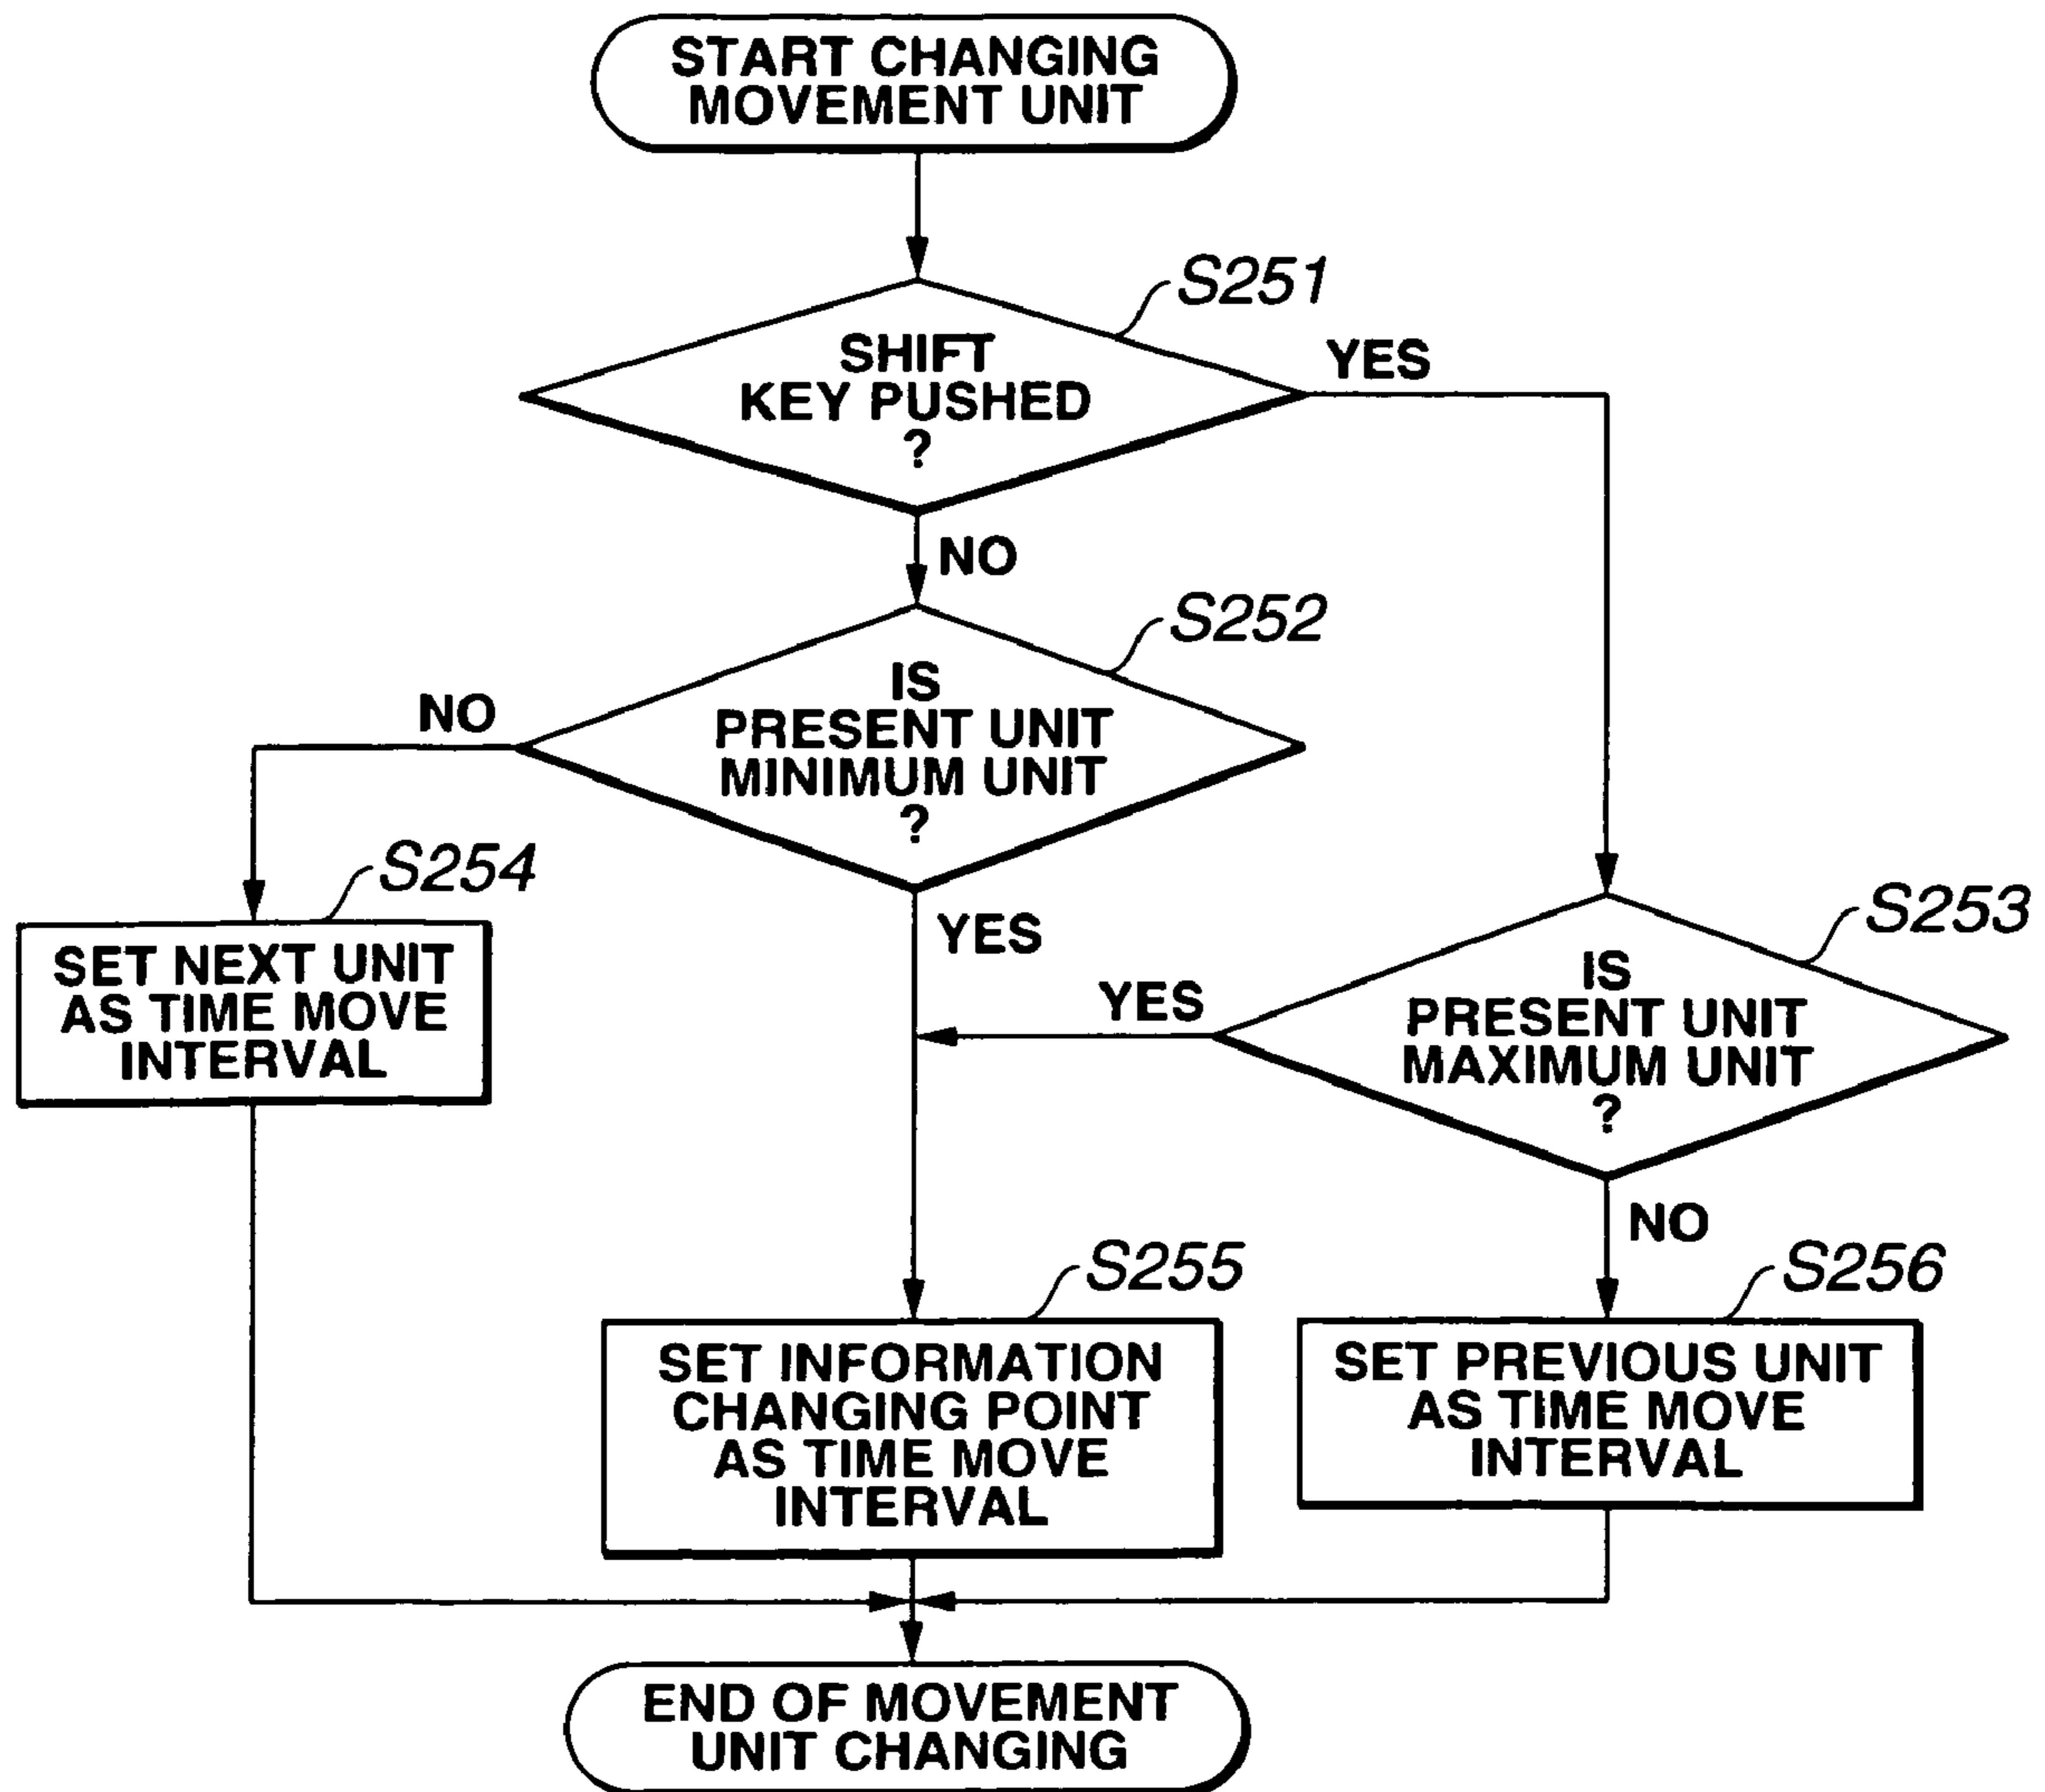 START CHANGING
MOVEMENT UNIT
S251
SHIFT
KEY PUSHED
?
YES
NO
S252
IS
PRESENT UNIT
MINIMUM UNIT
?
NO
YES
S254
SET NEXT UNIT
AS TIME MOVE
INTERVAL
S253
IS
PRESENT UNIT
MAXIMUM UNIT
?
YES
NO
S255
SET INFORMATION
CHANGING POINT
AS TIME MOVE
INTERVAL
S256
SET PREVIOUS UNIT
AS TIME MOVE
INTERVAL
END OF MOVEMENT
UNIT CHANGING